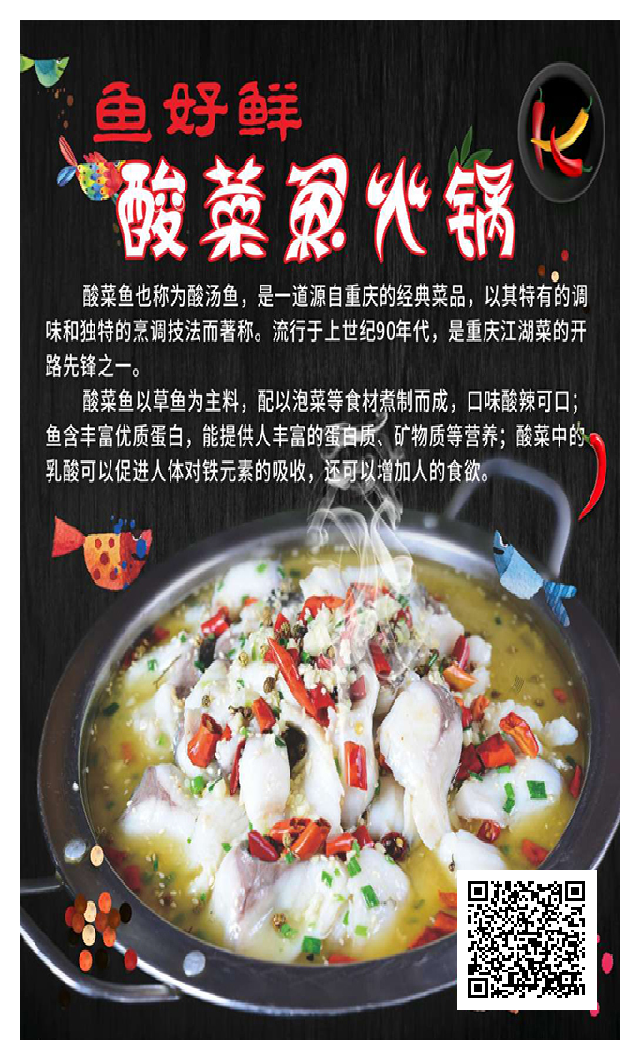 鱼好鲜
酸菜鱼火锅
酸菜鱼也称为酸汤鱼，是一道源自重庆的经典菜品，以其特有的调
味和独特的烹调技法而著称。流行于上世纪90年代，是重庆江湖菜的开
路先锋之一。
酸菜鱼以草鱼为主料，配以泡菜等食材煮制而成，口味酸辣可口；
鱼含丰富优质蛋白，能提供人丰富的蛋白质、矿物质等营养；酸菜中的
乳酸可以促进人体对铁元素的吸收，还可以增加人的食欲。